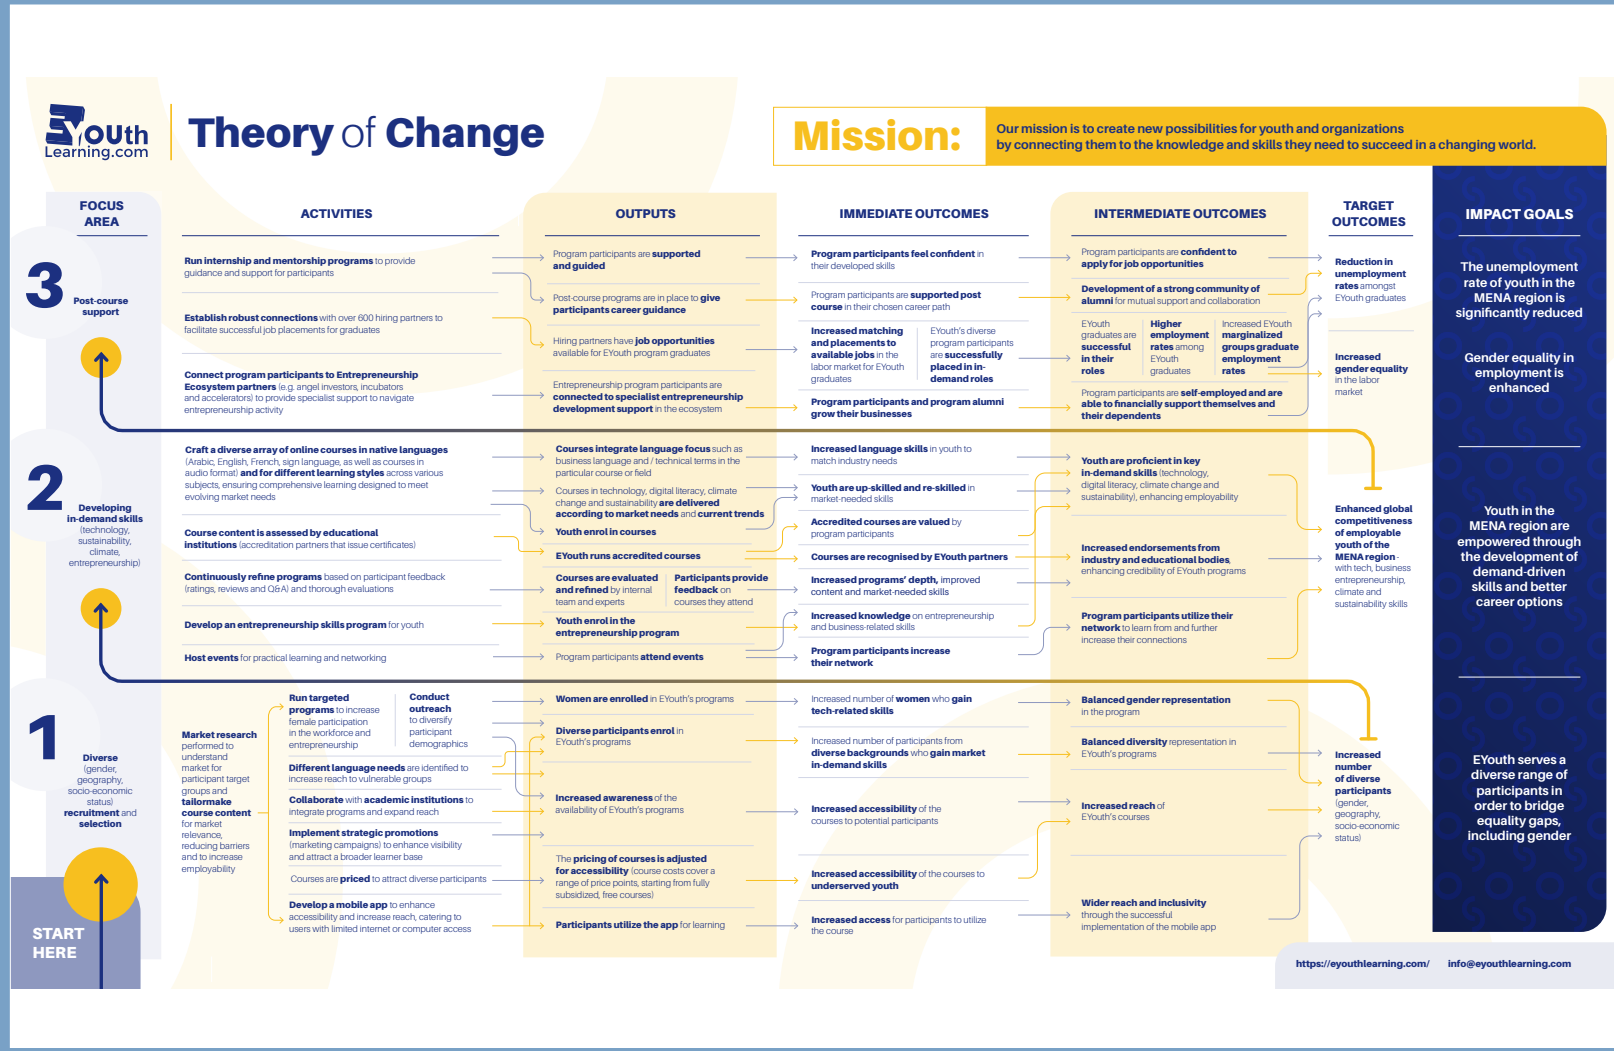 EYouth
Learning.com
Theory of Change
Mission:
Our mission is to create new possibilities for youth and organizations
by connecting them to the knowledge and skills they need to succeed in a changing world.
FOCUS
AREA
ACTIVITIES
OUTPUTS
IMMEDIATE OUTCOMES
INTERMEDIATE OUTCOMES
TARGET
OUTCOMES
IMPACT GOALS
3
Post-course
support
Run internship and mentorship programs to provide
guidance and support for participants
Establish robust connections with over 600 hiring partners to
facilitate successful job placements for graduates
Connect program participants to Entrepreneurship
Ecosystem partners (e.g. angel investors, incubators
and accelerators) to provide specialist support to navigate
entrepreneurship activity
Program participants are supported
and guided
Post-course programs are in place to give
participants career guidance
Hiring partners have job opportunities
available for EYouth program graduates
Entrepreneurship program participants are
connected to specialist entrepreneurship
development support in the ecosystem
Program participants feel confident in
their developed skills
Program participants are supported post
course in their chosen career path
Increased matching
and placements to
available jobs in the
labor market for EYouth
graduates
EYouth's diverse
program participants
are successfully
placed in in-
demand roles
Program participants and program alumni
grow their businesses
Program participants are confident to
apply for job opportunities
Development of a strong community of
alumni for mutual support and collaboration
EYouth
graduates are
successful
in their
roles
Higher
employment
rates among
EYouth
graduates
Increased EYouth
marginalized
groups graduate
employment
rates
Program participants are self-employed and are
able to financially support themselves and
their dependents
Reduction in
unemployment
rates amongst
EYouth graduates
Increased
gender equality
in the labor
market
The unemployment
rate of youth in the
MENA region is
significantly reduced
Gender equality in
employment is
enhanced
2
Developing
in-demand skills
(technology,
sustainability,
climate,
entrepreneurship)
Craft a diverse array of online courses in native languages
(Arabic, English, French, sign language, as well as courses in
audio format) and for different learning styles across various
subjects, ensuring comprehensive learning designed to meet
evolving market needs
Course content is assessed by educational
institutions (accreditation partners that issue certificates)
Continuously refine programs based on participant feedback
(ratings, reviews and Q&A) and thorough evaluations
Develop an entrepreneurship skills program for youth
Host events for practical learning and networking
Courses integrate language focus such as
business language and / technical terms in the
particular course or field
Courses in technology, digital literacy, climate
change and sustainability are delivered
according to market needs and current trends
Youth enrol in courses
EYouth runs accredited courses
Courses are evaluated
and refined by internal
team and experts
Participants provide
feedback on
courses they attend
Youth enrol in the
entrepreneurship program
Program participants attend events
Increased language skills in youth to
match industry needs
Youth are up-skilled and re-skilled in
market-needed skills
Accredited courses are valued by
program participants
Courses are recognised by EYouth partners
Increased programs' depth, improved
content and market-needed skills
Increased knowledge on entrepreneurship
and business-related skills
Program participants increase
their network
Youth are proficient in key
in-demand skills (technology,
digital literacy, climate change and
sustainability), enhancing employability
Increased endorsements from
industry and educational bodies,
enhancing credibility of EYouth programs
Program participants utilize their
network to learn from and further
increase their connections
Enhanced global
competitiveness
of employable
youth of the
MENA region -
with tech, business
entrepreneurship,
climate and
sustainability skills
Youth in the
MENA region are
empowered through
the development of
demand-driven
skills and better
career options
1
Diverse
(gender,
geography,
socio-economic
status)
recruitment and
selection
Market research
performed to
understand
market for
participant target
groups and
tailormake
course content
for market
relevance,
reducing barriers
and to increase
employability
Run targeted
programs to increase
female participation
in the workforce and
entrepreneurship
Conduct
outreach
to diversify
participant
demographics
Different language needs are identified to
increase reach to vulnerable groups
Collaborate with academic institutions to
integrate programs and expand reach
Implement strategic promotions
(marketing campaigns) to enhance visibility
and attract a broader learner base
Courses are priced to attract diverse participants
Develop a mobile app to enhance
accessibility and increase reach, catering to
users with limited internet or computer access
Women are enrolled in EYouth's programs
Diverse participants enrol in
EYouth's programs
Increased awareness of the
availability of EYouth's programs
The pricing of courses is adjusted
for accessibility (course costs cover a
range of price points, starting from fully
subsidized, free courses)
Participants utilize the app for learning
Increased number of women who gain
tech-related skills
Increased number of participants from
diverse backgrounds who gain market
in-demand skills
Increased accessibility of the
courses to potential participants
Increased accessibility of the courses to
underserved youth
Increased access for participants to utilize
the course
Balanced gender representation
in the program
Balanced diversity representation in
EYouth's programs
Increased reach of
EYouth's courses
Wider reach and inclusivity
through the successful
implementation of the mobile app
Increased
number
of diverse
participants
(gender,
geography,
socio-economic
status)
EYouth serves a
diverse range of
participants in
order to bridge
equality gaps,
including gender
START
HERE
https://eyouthlearning.com/ info@eyouthlearning.com